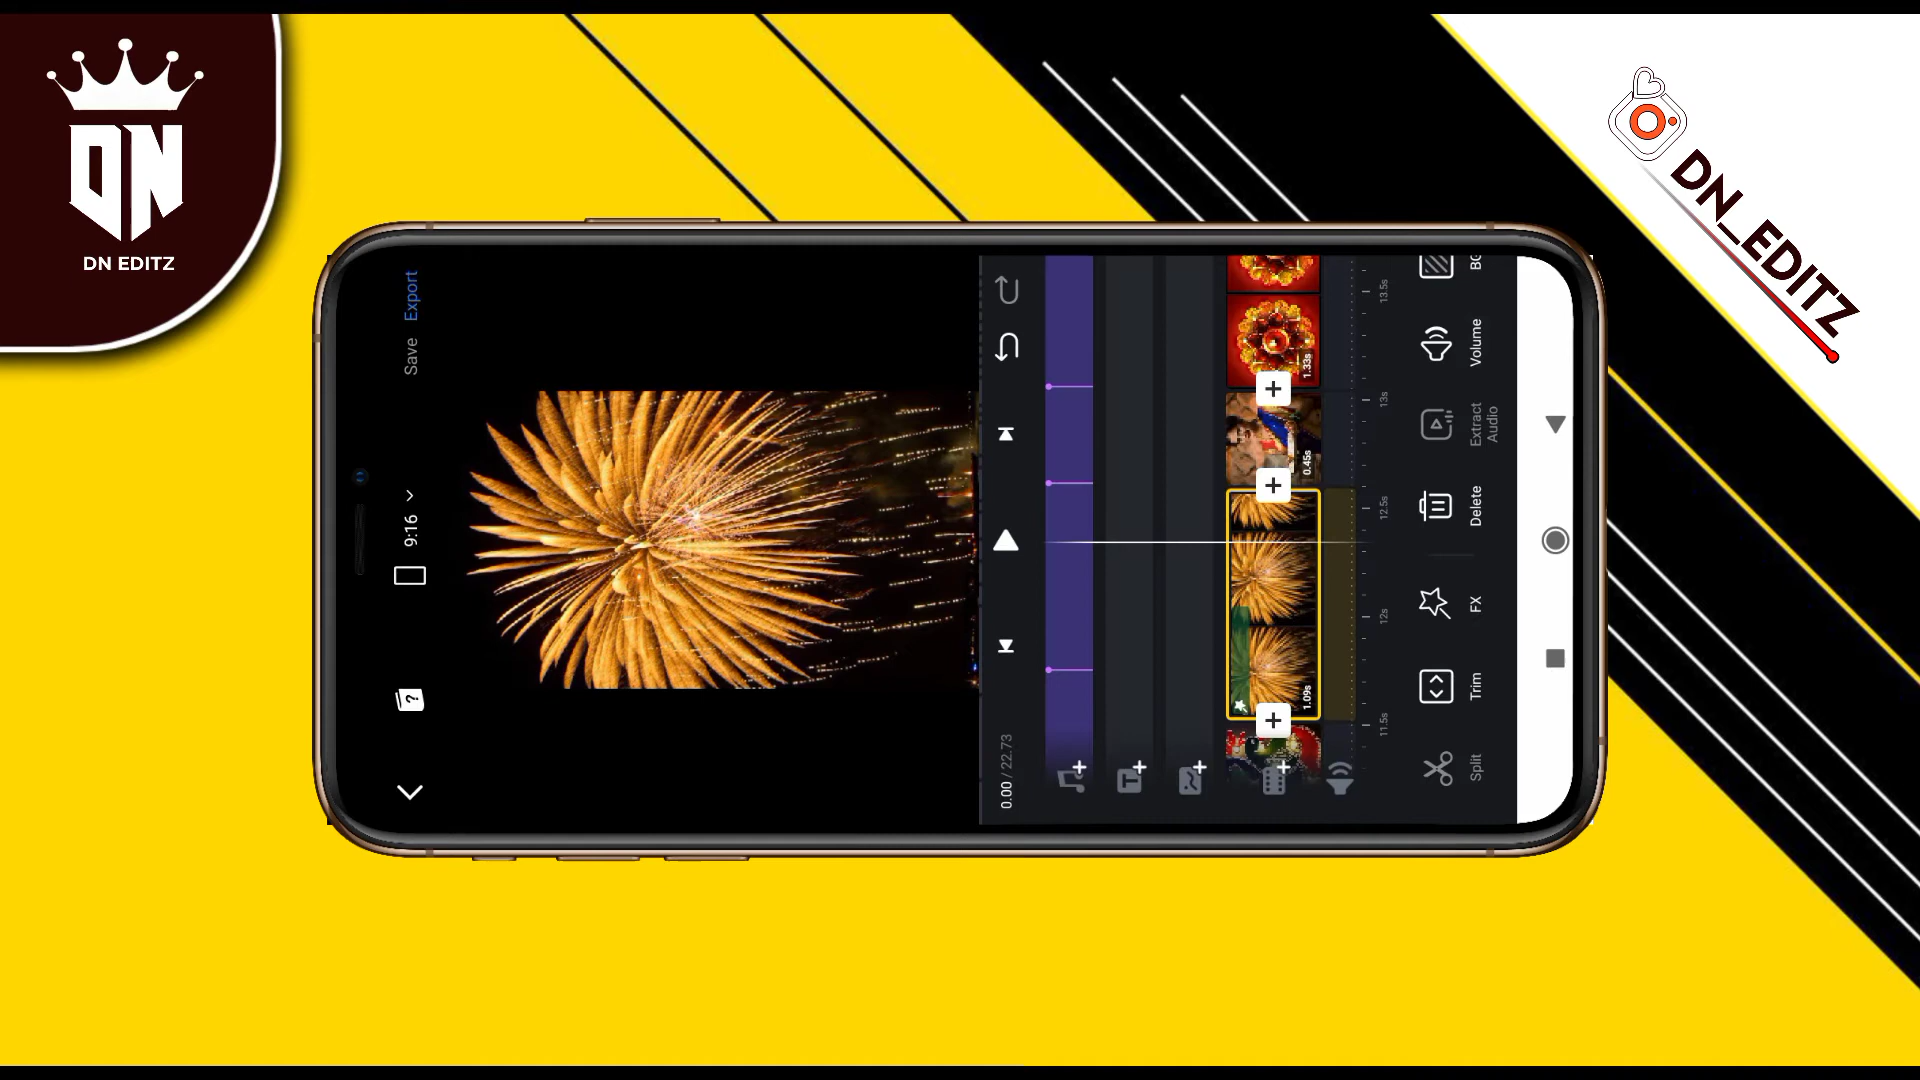 DN
DN EDITZ
DN_EDITZ
9:16
Save
Export
0.00 / 22.73
1.09s
0.45s
1.33s
11.5s
12s
12.5s
13s
13.5s
Split
Trim
FX
Delete
Extract
Audio
Volume